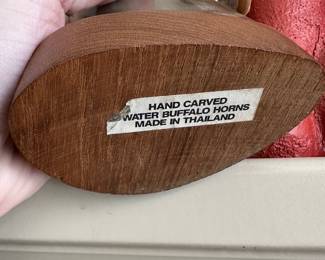 HAND CARVED
WATER BUFFALO HORNS
MADE IN THAILAND